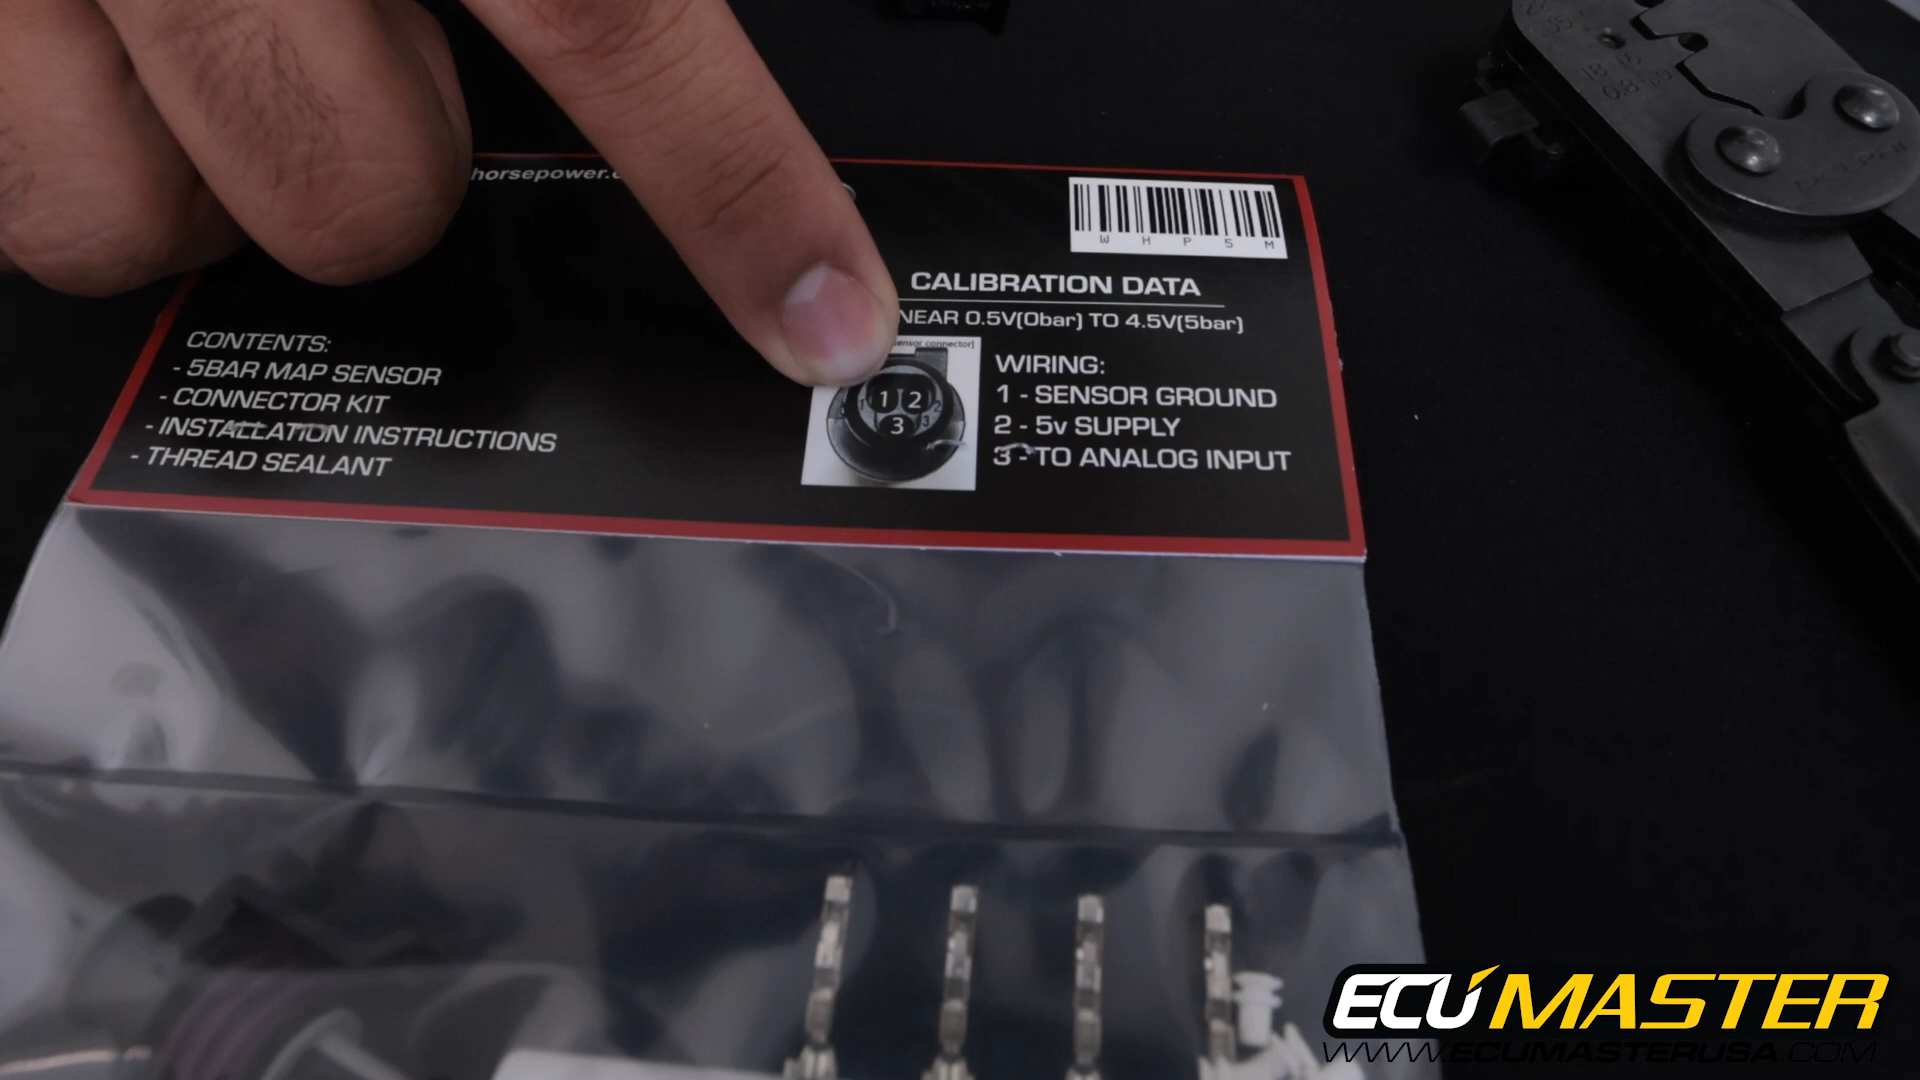 W H P 5 M
CALIBRATION DATA
0.5V(0bar) TO 4.5V(5bar)
sensor connector]
CONTENTS:
- 5BAR MAP SENSOR
- CONNECTOR KIT
- INSTALLATION INSTRUCTIONS
- THREAD SEALANT
1 2
3
WIRING:
1 - SENSOR GROUND
2 - 5v SUPPLY
3 - TO ANALOG INPUT
DELPHI
ECUMASTER
WWW.ECUMASTERUSA.COM